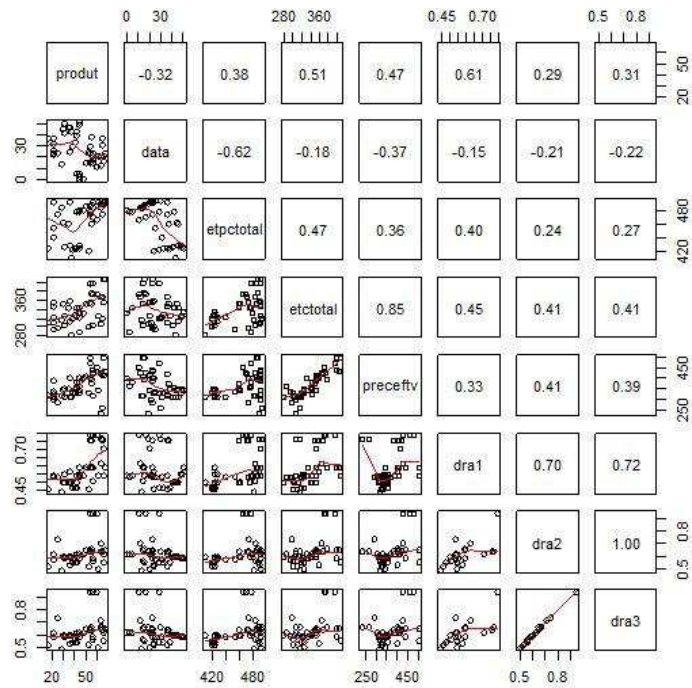 0 30 280 360 0.45 0.70 0.5 0.8
produt -0.32 0.38 0.51 0.47 0.61 0.29 0.31 20 50
0 30 data -0.62 -0.18 -0.37 -0.15 -0.21 -0.22
etpctotal 0.47 0.36 0.40 0.24 0.27 420 480
280 360 etctotal 0.85 0.45 0.41 0.41
preceftv 0.33 0.41 0.39 250 450
0.45 0.70 dra1 0.70 0.72
dra2 1.00 0.5 0.8
0.5 0.8 dra3
20 50 420 480 250 450 0.5 0.8